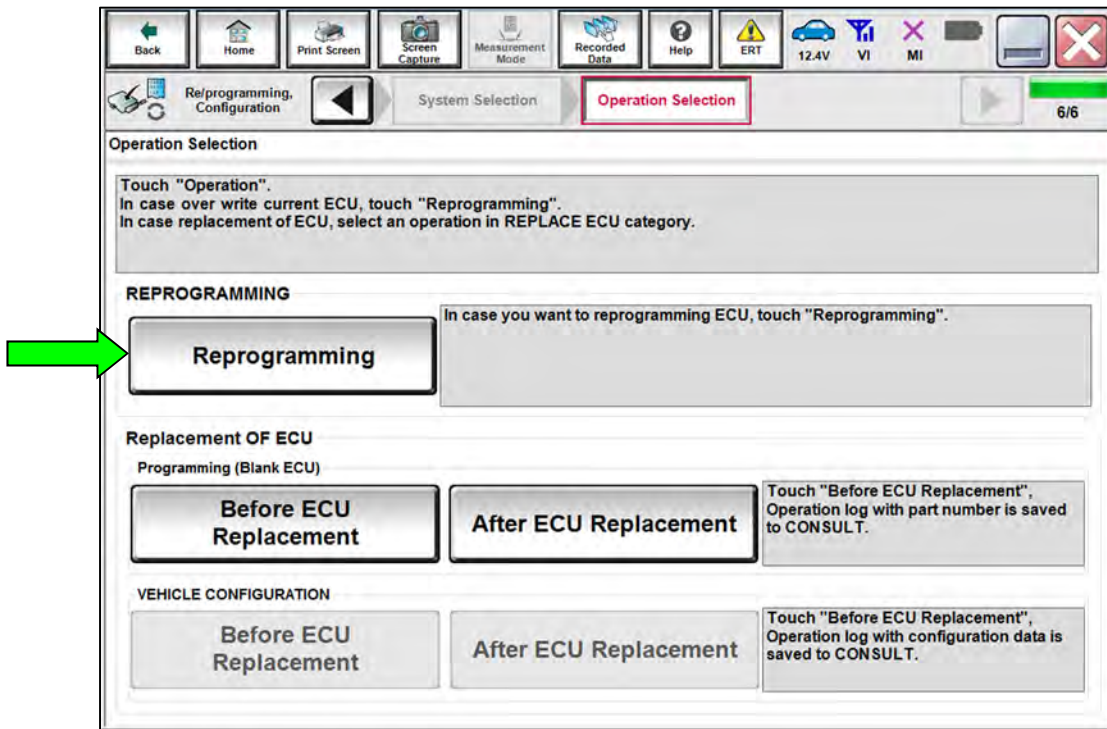 Back
Home
Print Screen
Screen
Capture
Measurement
Mode
Recorded
Data
Help
ERT
12.4V
VI
MI
Re/programming,
Configuration
System Selection
Operation Selection
6/6
Operation Selection
Touch "Operation".
In case over write current ECU, touch "Reprogramming".
In case replacement of ECU, select an operation in REPLACE ECU category.
REPROGRAMMING
Reprogramming
In case you want to reprogramming ECU, touch "Reprogramming".
Replacement OF ECU
Programming (Blank ECU)
Before ECU
Replacement
After ECU Replacement
Touch "Before ECU Replacement",
Operation log with part number is saved
to CONSULT.
VEHICLE CONFIGURATION
Before ECU
Replacement
After ECU Replacement
Touch "Before ECU Replacement",
Operation log with configuration data is
saved to CONSULT.